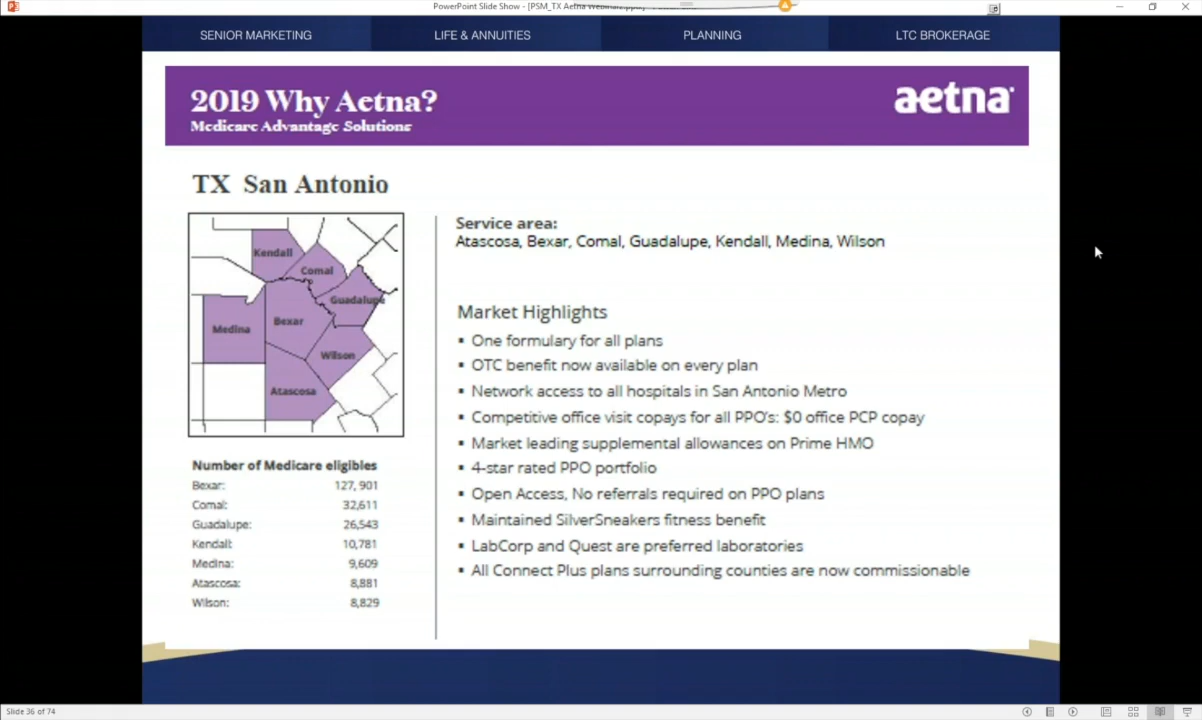 PowerPoint Slide Show - [PSM_TX Aetna
SENIOR MARKETING
LIFE & ANNUITIES
PLANNING
LTC BROKERAGE
2019 Why Aetna?
Medicare Advantage Solutions
aetna
TX San Antonio
Kendall
Comal
Guadalupe
Medina
Bexar
Wilson
Atascosa
Number of Medicare eligibles
Bexar: 127, 901
Comal: 32,611
Guadalupe: 26,543
Kendall: 10,781
Medina: 9,609
Atascosa: 8,881
Wilson: 8,829
Service area:
Atascosa, Bexar, Comal, Guadalupe, Kendall, Medina, Wilson
Market Highlights
▪ One formulary for all plans
▪ OTC benefit now available on every plan
▪ Network access to all hospitals in San Antonio Metro
▪ Competitive office visit copays for all PPO's: $0 office PCP copay
▪ Market leading supplemental allowances on Prime HMO
▪ 4-star rated PPO portfolio
▪ Open Access, No referrals required on PPO plans
▪ Maintained SilverSneakers fitness benefit
▪ LabCorp and Quest are preferred laboratories
▪ All Connect Plus plans surrounding counties are now commissionable
Slide 36 of 74